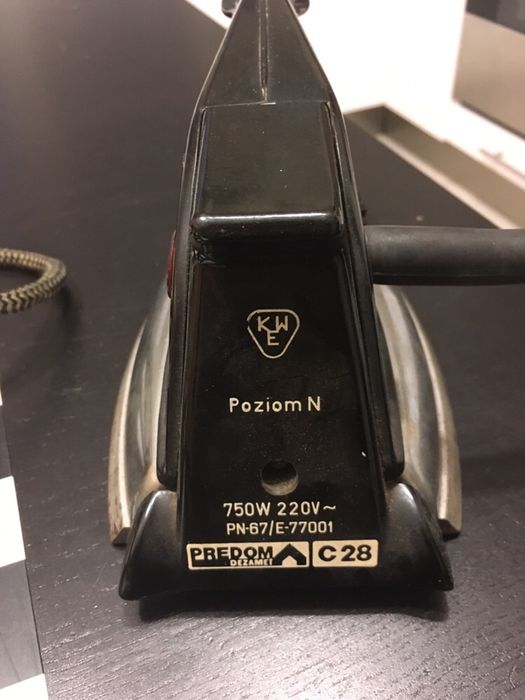 KWE
Poziom N
750W 220V~
PN-67/E-77001
PREDOM DEZAMET C28